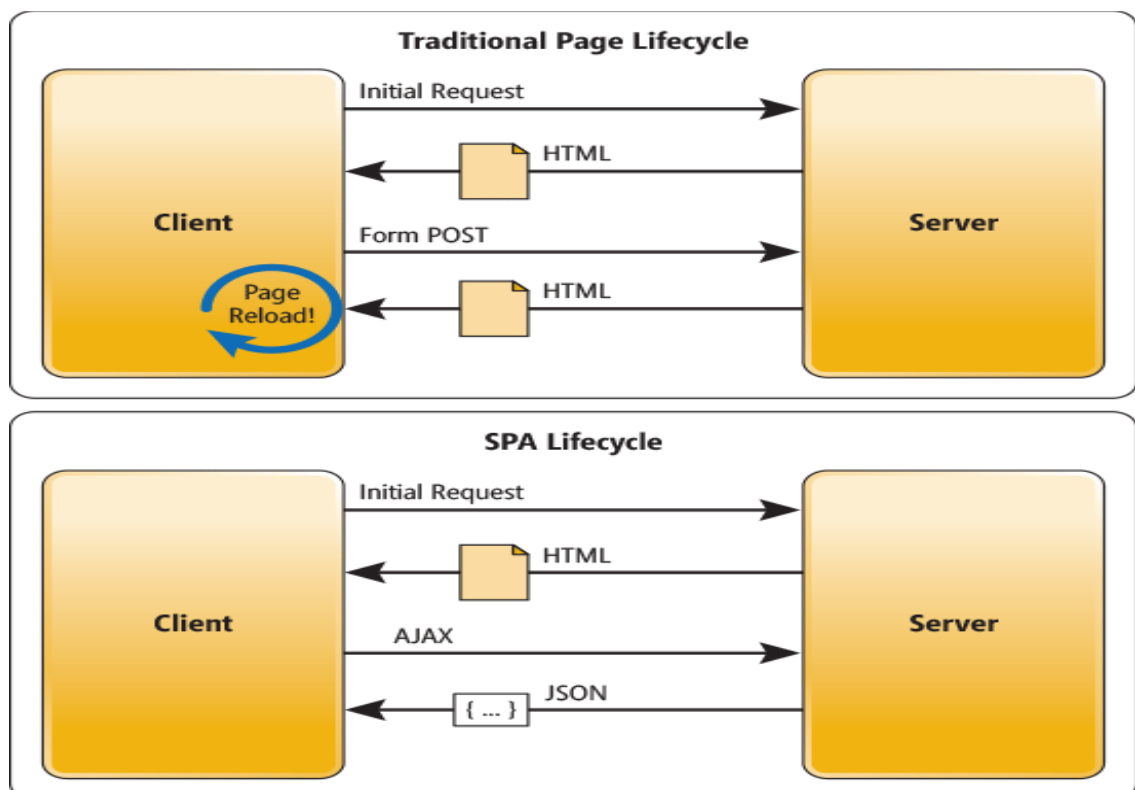 Traditional Page Lifecycle
Initial Request
HTML
Client
Server
Form POST
HTML
Page
Reload!
SPA Lifecycle
Initial Request
HTML
Client
Server
AJAX
JSON
{ ... }